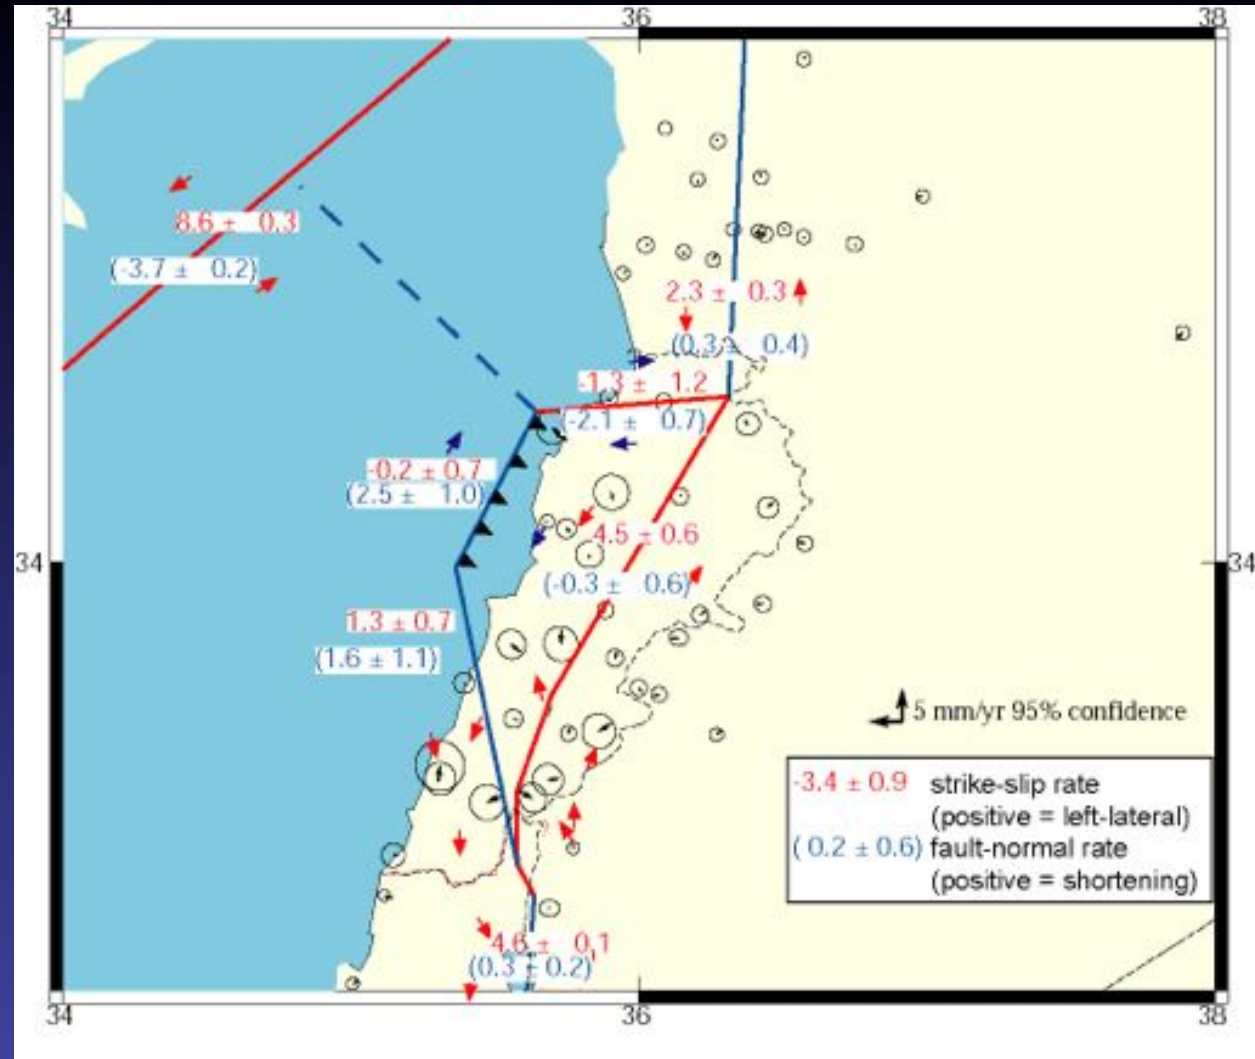 34 36 38
8.6 ± 0.3
(-3.7 ± 0.2)
2.3 ± 0.3
(0.3 ± 0.4)
-1.3 ± 1.2
(-2.1 ± 0.7)
-0.2 ± 0.7
(2.5 ± 1.0)
4.5 ± 0.6
34 34
(-0.3 ± 0.6)
1.3 ± 0.7
(1.6 ± 1.1)
5 mm/yr 95% confidence
-3.4 ± 0.9 strike-slip rate
(positive = left-lateral)
( 0.2 ± 0.6) fault-normal rate
(positive = shortening)
4.6 ± 0.1
(0.3 ± 0.2)
34 36 38